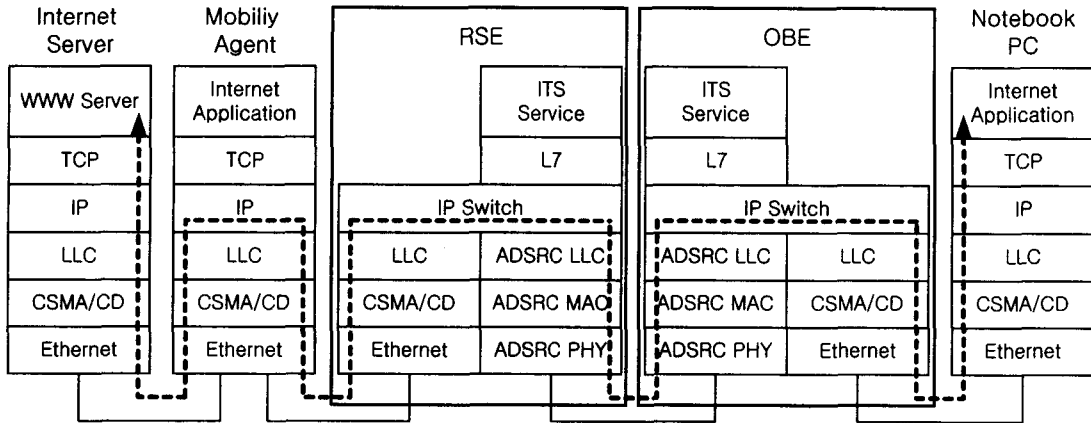 Internet
Server
Mobiliy
Agent
RSE
OBE
Notebook
PC
WWW Server
TCP
IP
LLC
CSMA/CD
Ethernet
Internet
Application
TCP
IP
LLC
CSMA/CD
Ethernet
ITS
Service
L7
IP Switch
LLC
ADSRC LLC
CSMA/CD
ADSRC MAC
Ethernet
ADSRC PHY
ITS
Service
L7
IP Switch
ADSRC LLC
LLC
ADSRC MAC
CSMA/CD
ADSRC PHY
Ethernet
Internet
Application
TCP
IP
LLC
CSMA/CD
Ethernet